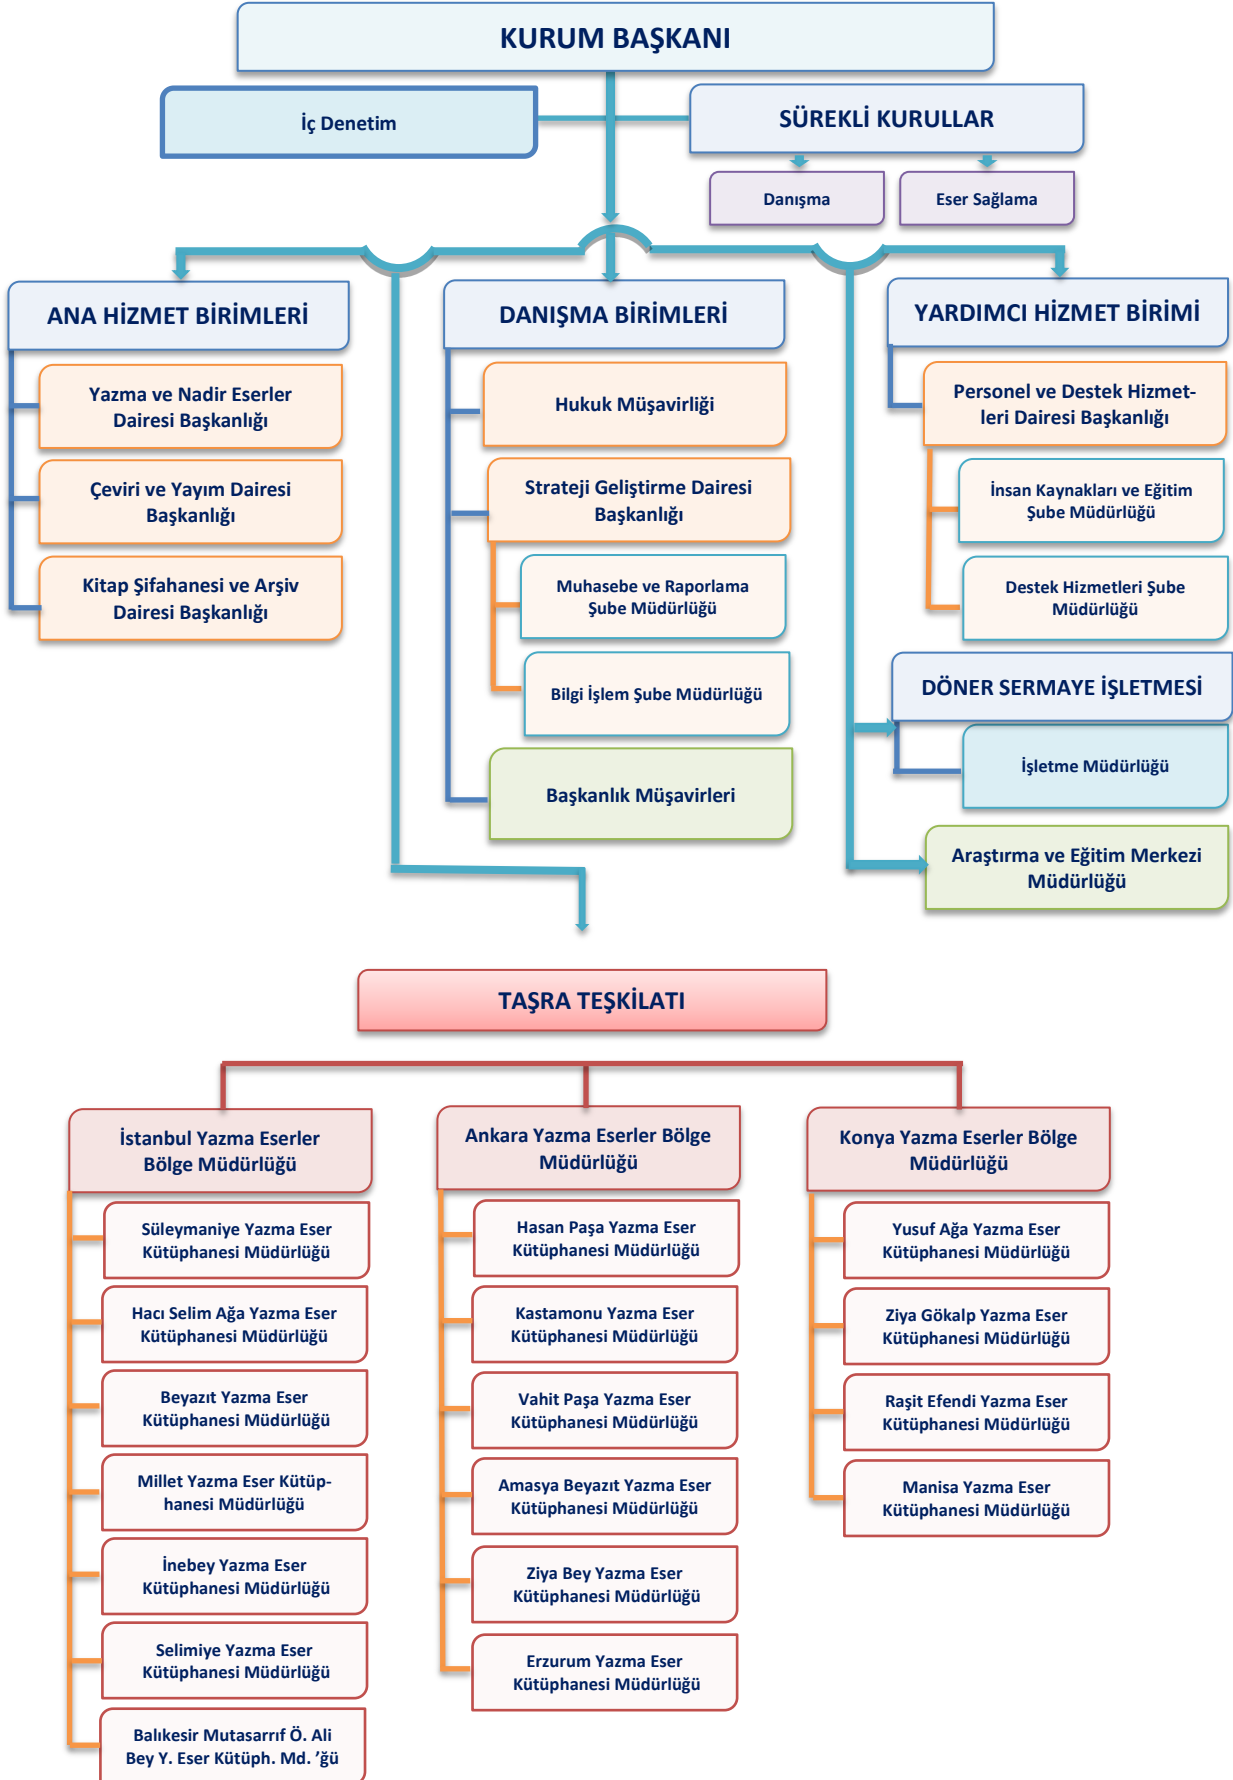 KURUM BAŞKANI
İç Denetim
SÜREKLİ KURULLAR
Danışma
Eser Sağlama
ANA HİZMET BİRİMLERİ
Yazma ve Nadir Eserler
Dairesi Başkanlığı
Çeviri ve Yayım Dairesi
Başkanlığı
Kitap Şifahanesi ve Arşiv
Dairesi Başkanlığı
DANIŞMA BİRİMLERİ
Hukuk Müşavirliği
Strateji Geliştirme Dairesi
Başkanlığı
Muhasebe ve Raporlama
Şube Müdürlüğü
Bilgi İşlem Şube Müdürlüğü
Başkanlık Müşavirleri
YARDIMCI HİZMET BİRİMİ
Personel ve Destek Hizmet-
leri Dairesi Başkanlığı
İnsan Kaynakları ve Eğitim
Şube Müdürlüğü
Destek Hizmetleri Şube
Müdürlüğü
DÖNER SERMAYE İŞLETMESİ
İşletme Müdürlüğü
Araştırma ve Eğitim Merkezi
Müdürlüğü
TAŞRA TEŞKİLATI
İstanbul Yazma Eserler
Bölge Müdürlüğü
Süleymaniye Yazma Eser
Kütüphanesi Müdürlüğü
Hacı Selim Ağa Yazma Eser
Kütüphanesi Müdürlüğü
Beyazıt Yazma Eser
Kütüphanesi Müdürlüğü
Millet Yazma Eser Kütüp-
hanesi Müdürlüğü
İnebey Yazma Eser
Kütüphanesi Müdürlüğü
Selimiye Yazma Eser
Kütüphanesi Müdürlüğü
Balıkesir Mutasarrıf Ö. Ali
Bey Y. Eser Kütüph. Md. ’ğü
Ankara Yazma Eserler Bölge
Müdürlüğü
Hasan Paşa Yazma Eser
Kütüphanesi Müdürlüğü
Kastamonu Yazma Eser
Kütüphanesi Müdürlüğü
Vahit Paşa Yazma Eser
Kütüphanesi Müdürlüğü
Amasya Beyazıt Yazma Eser
Kütüphanesi Müdürlüğü
Ziya Bey Yazma Eser
Kütüphanesi Müdürlüğü
Erzurum Yazma Eser
Kütüphanesi Müdürlüğü
Konya Yazma Eserler Bölge
Müdürlüğü
Yusuf Ağa Yazma Eser
Kütüphanesi Müdürlüğü
Ziya Gökalp Yazma Eser
Kütüphanesi Müdürlüğü
Raşit Efendi Yazma Eser
Kütüphanesi Müdürlüğü
Manisa Yazma Eser
Kütüphanesi Müdürlüğü